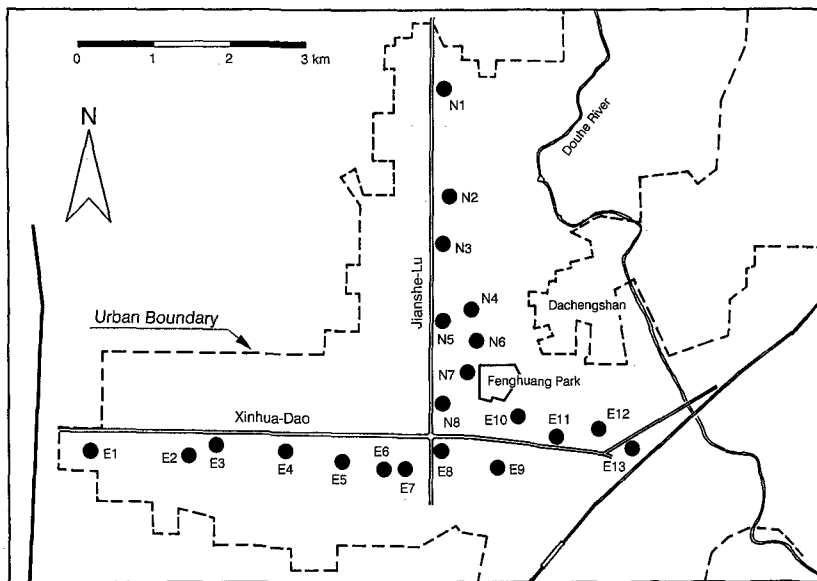 0 1 2 3 km
N
N1
Douhe River
N2
N3
Jianshe-Lu
N4
Dachengshan
Urban Boundary
N5
N6
N7
Fenghuang Park
N8
Xinhua-Dao
E10
E11
E12
E1
E2
E3
E4
E5
E6
E7
E8
E9
E13